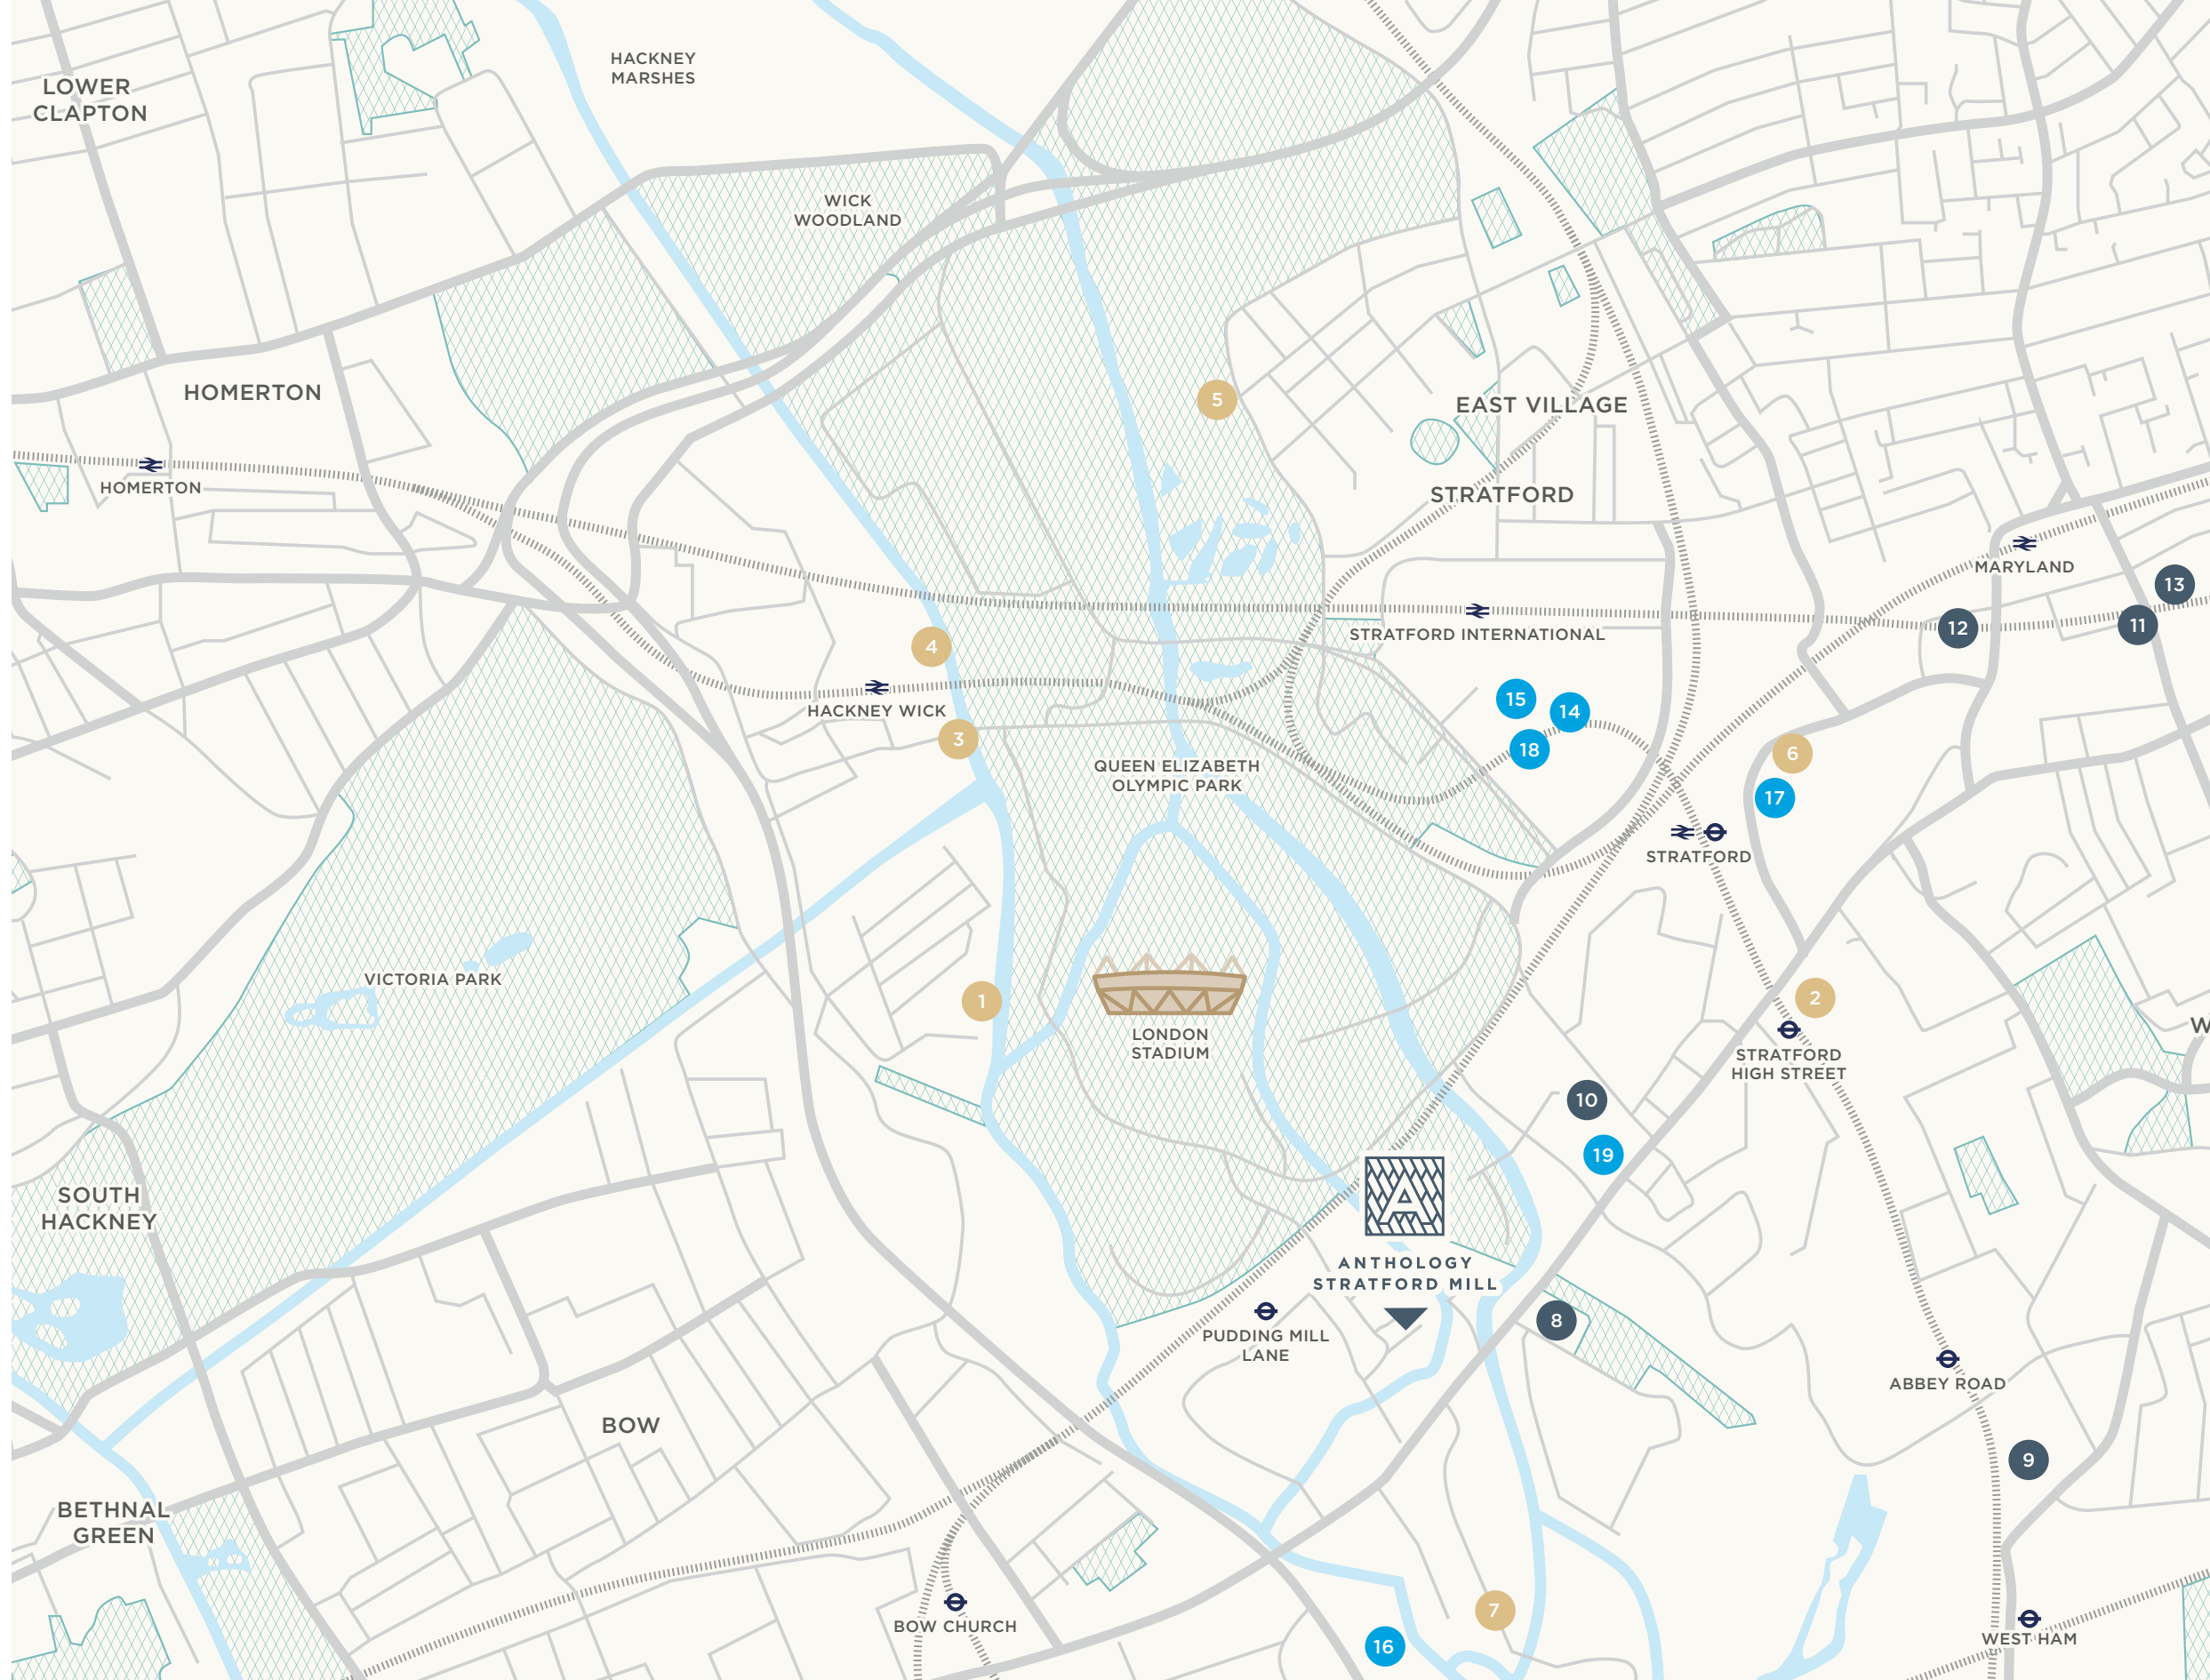 HACKNEY
MARSHES
LOWER
CLAPTON
WICK
WOODLAND
HOMERTON
5
EAST VILLAGE
HOMERTON
STRATFORD
MARYLAND
13
12
11
STRATFORD INTERNATIONAL
4
HACKNEY WICK
15
14
18
3
6
QUEEN ELIZABETH
OLYMPIC PARK
17
STRATFORD
VICTORIA PARK
1
2
LONDON
STADIUM
W
STRATFORD
HIGH STREET
10
19
SOUTH
HACKNEY
A
ANTHOLOGY
STRATFORD MILL
8
PUDDING MILL
LANE
ABBEY ROAD
BOW
9
BETHNAL
GREEN
BOW CHURCH
7
16
WEST HAM